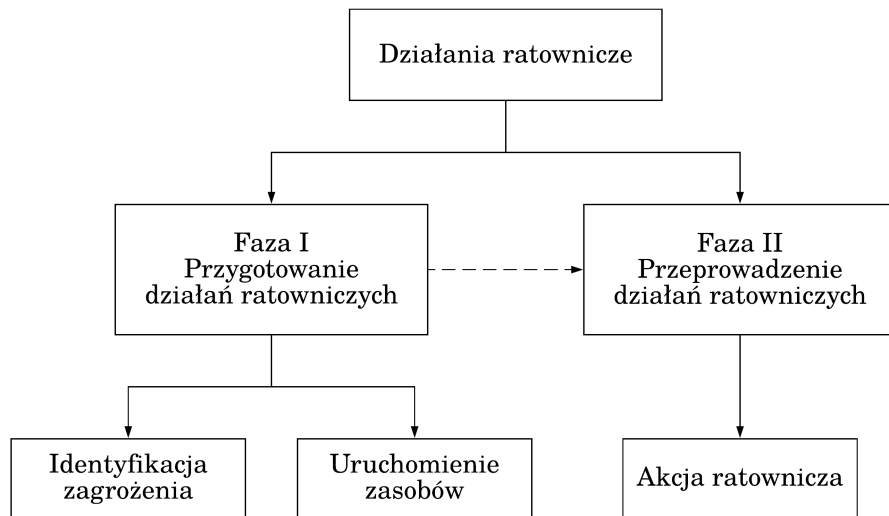 Działania ratownicze
Faza I
Przygotowanie
działań ratowniczych
Faza II
Przeprowadzenie
działań ratowniczych
Identyfikacja
zagrożenia
Uruchomienie
zasobów
Akcja ratownicza